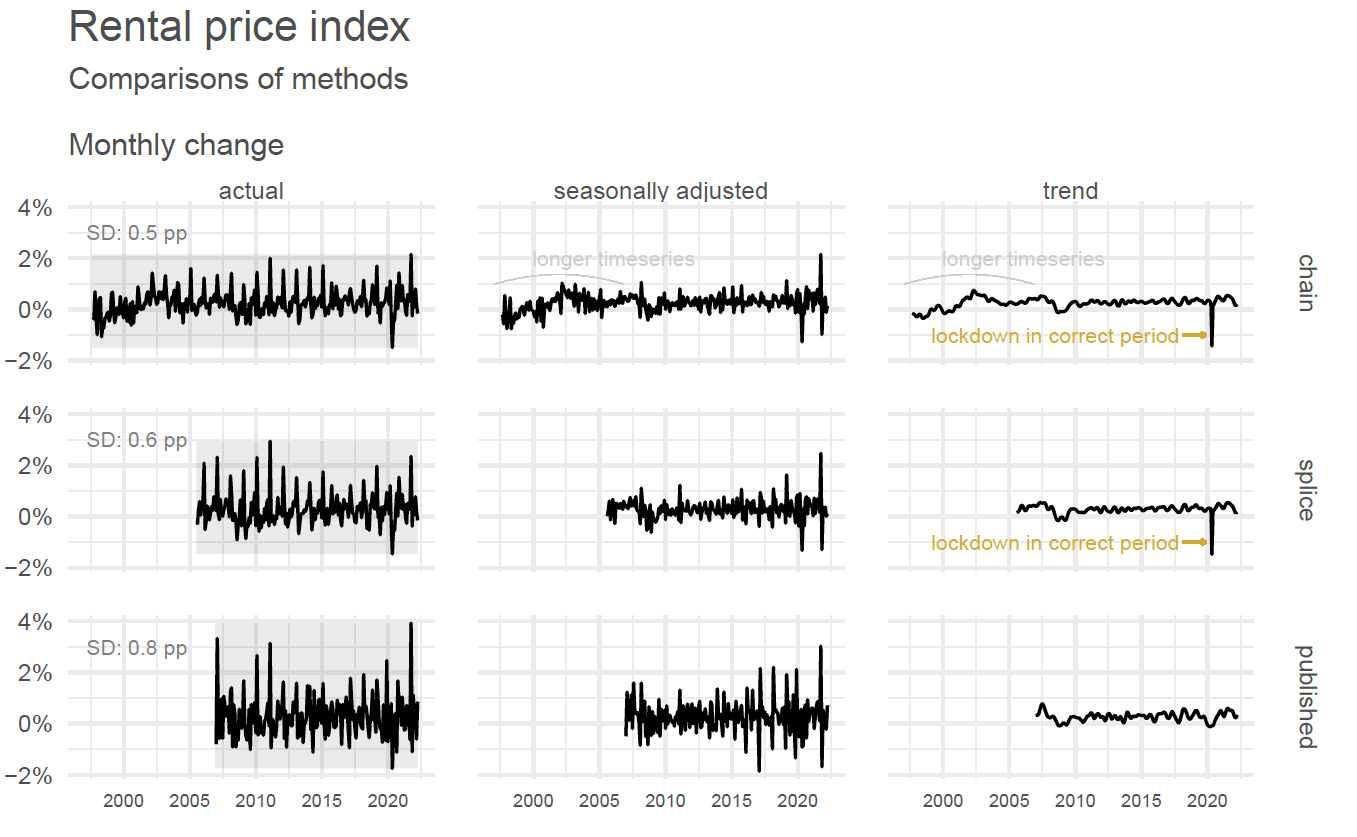 Rental price index
Comparisons of methods
Monthly change
actual
seasonally adjusted
trend
4%
2%
0%
−2%
SD: 0.5 pp
longer timeseries
longer timeseries
lockdown in correct period
chain
4%
2%
0%
−2%
SD: 0.6 pp
lockdown in correct period
splice
4%
2%
0%
−2%
SD: 0.8 pp
published
2000 2005 2010 2015 2020
2000 2005 2010 2015 2020
2000 2005 2010 2015 2020